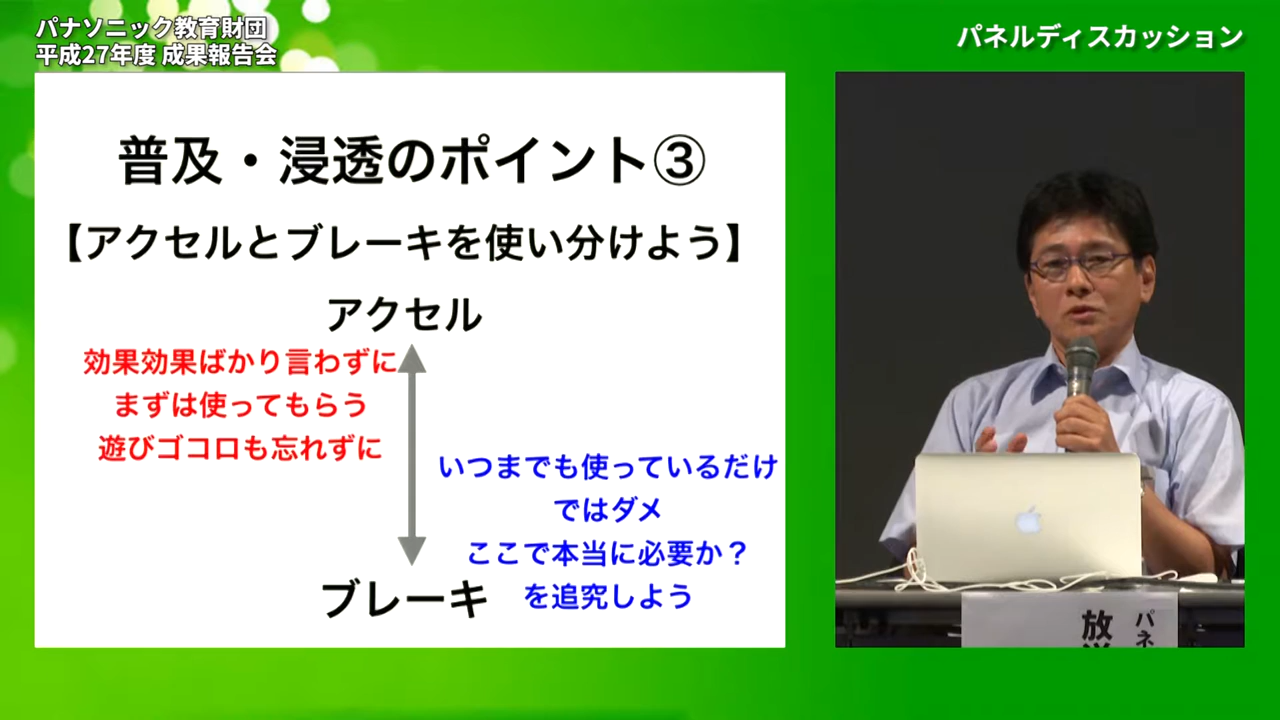 パナソニック教育財団
平成27年度 成果報告会
パネルディスカッション
普及・浸透のポイント③
【アクセルとブレーキを使い分けよう】
アクセル
効果効果ばかり言わずに
まずは使ってもらう
遊びゴコロも忘れずに
いつまでも使っているだけ
ではダメ
ここで本当に必要か？
を追究しよう
ブレーキ
パネ
放